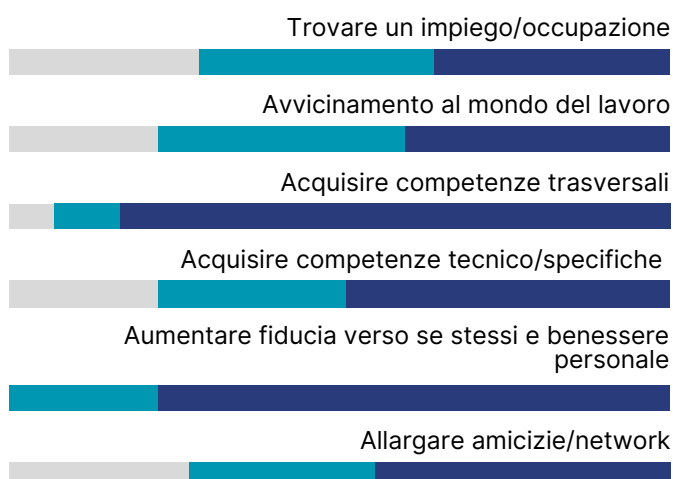 Trovare un impiego/occupazione
Avvicinamento al mondo del lavoro
Acquisire competenze trasversali
Acquisire competenze tecnico/specifiche
Aumentare fiducia verso se stessi e benessere
personale
Allargare amicizie/network